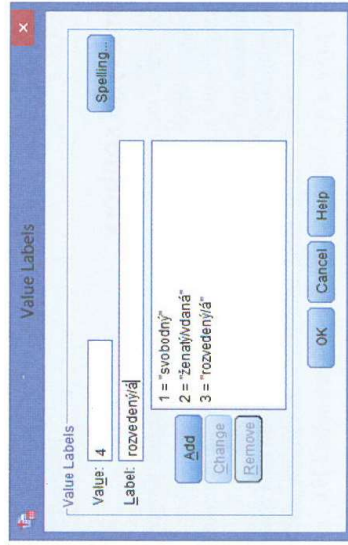 Value Labels
Value Labels
Value: 4
Label: rozvedený/á
Spelling...
Add
Change
Remove
1 = "svobodný"
2 = "ženatý/vdaná"
3 = "rozvedený/á"
OK
Cancel
Help